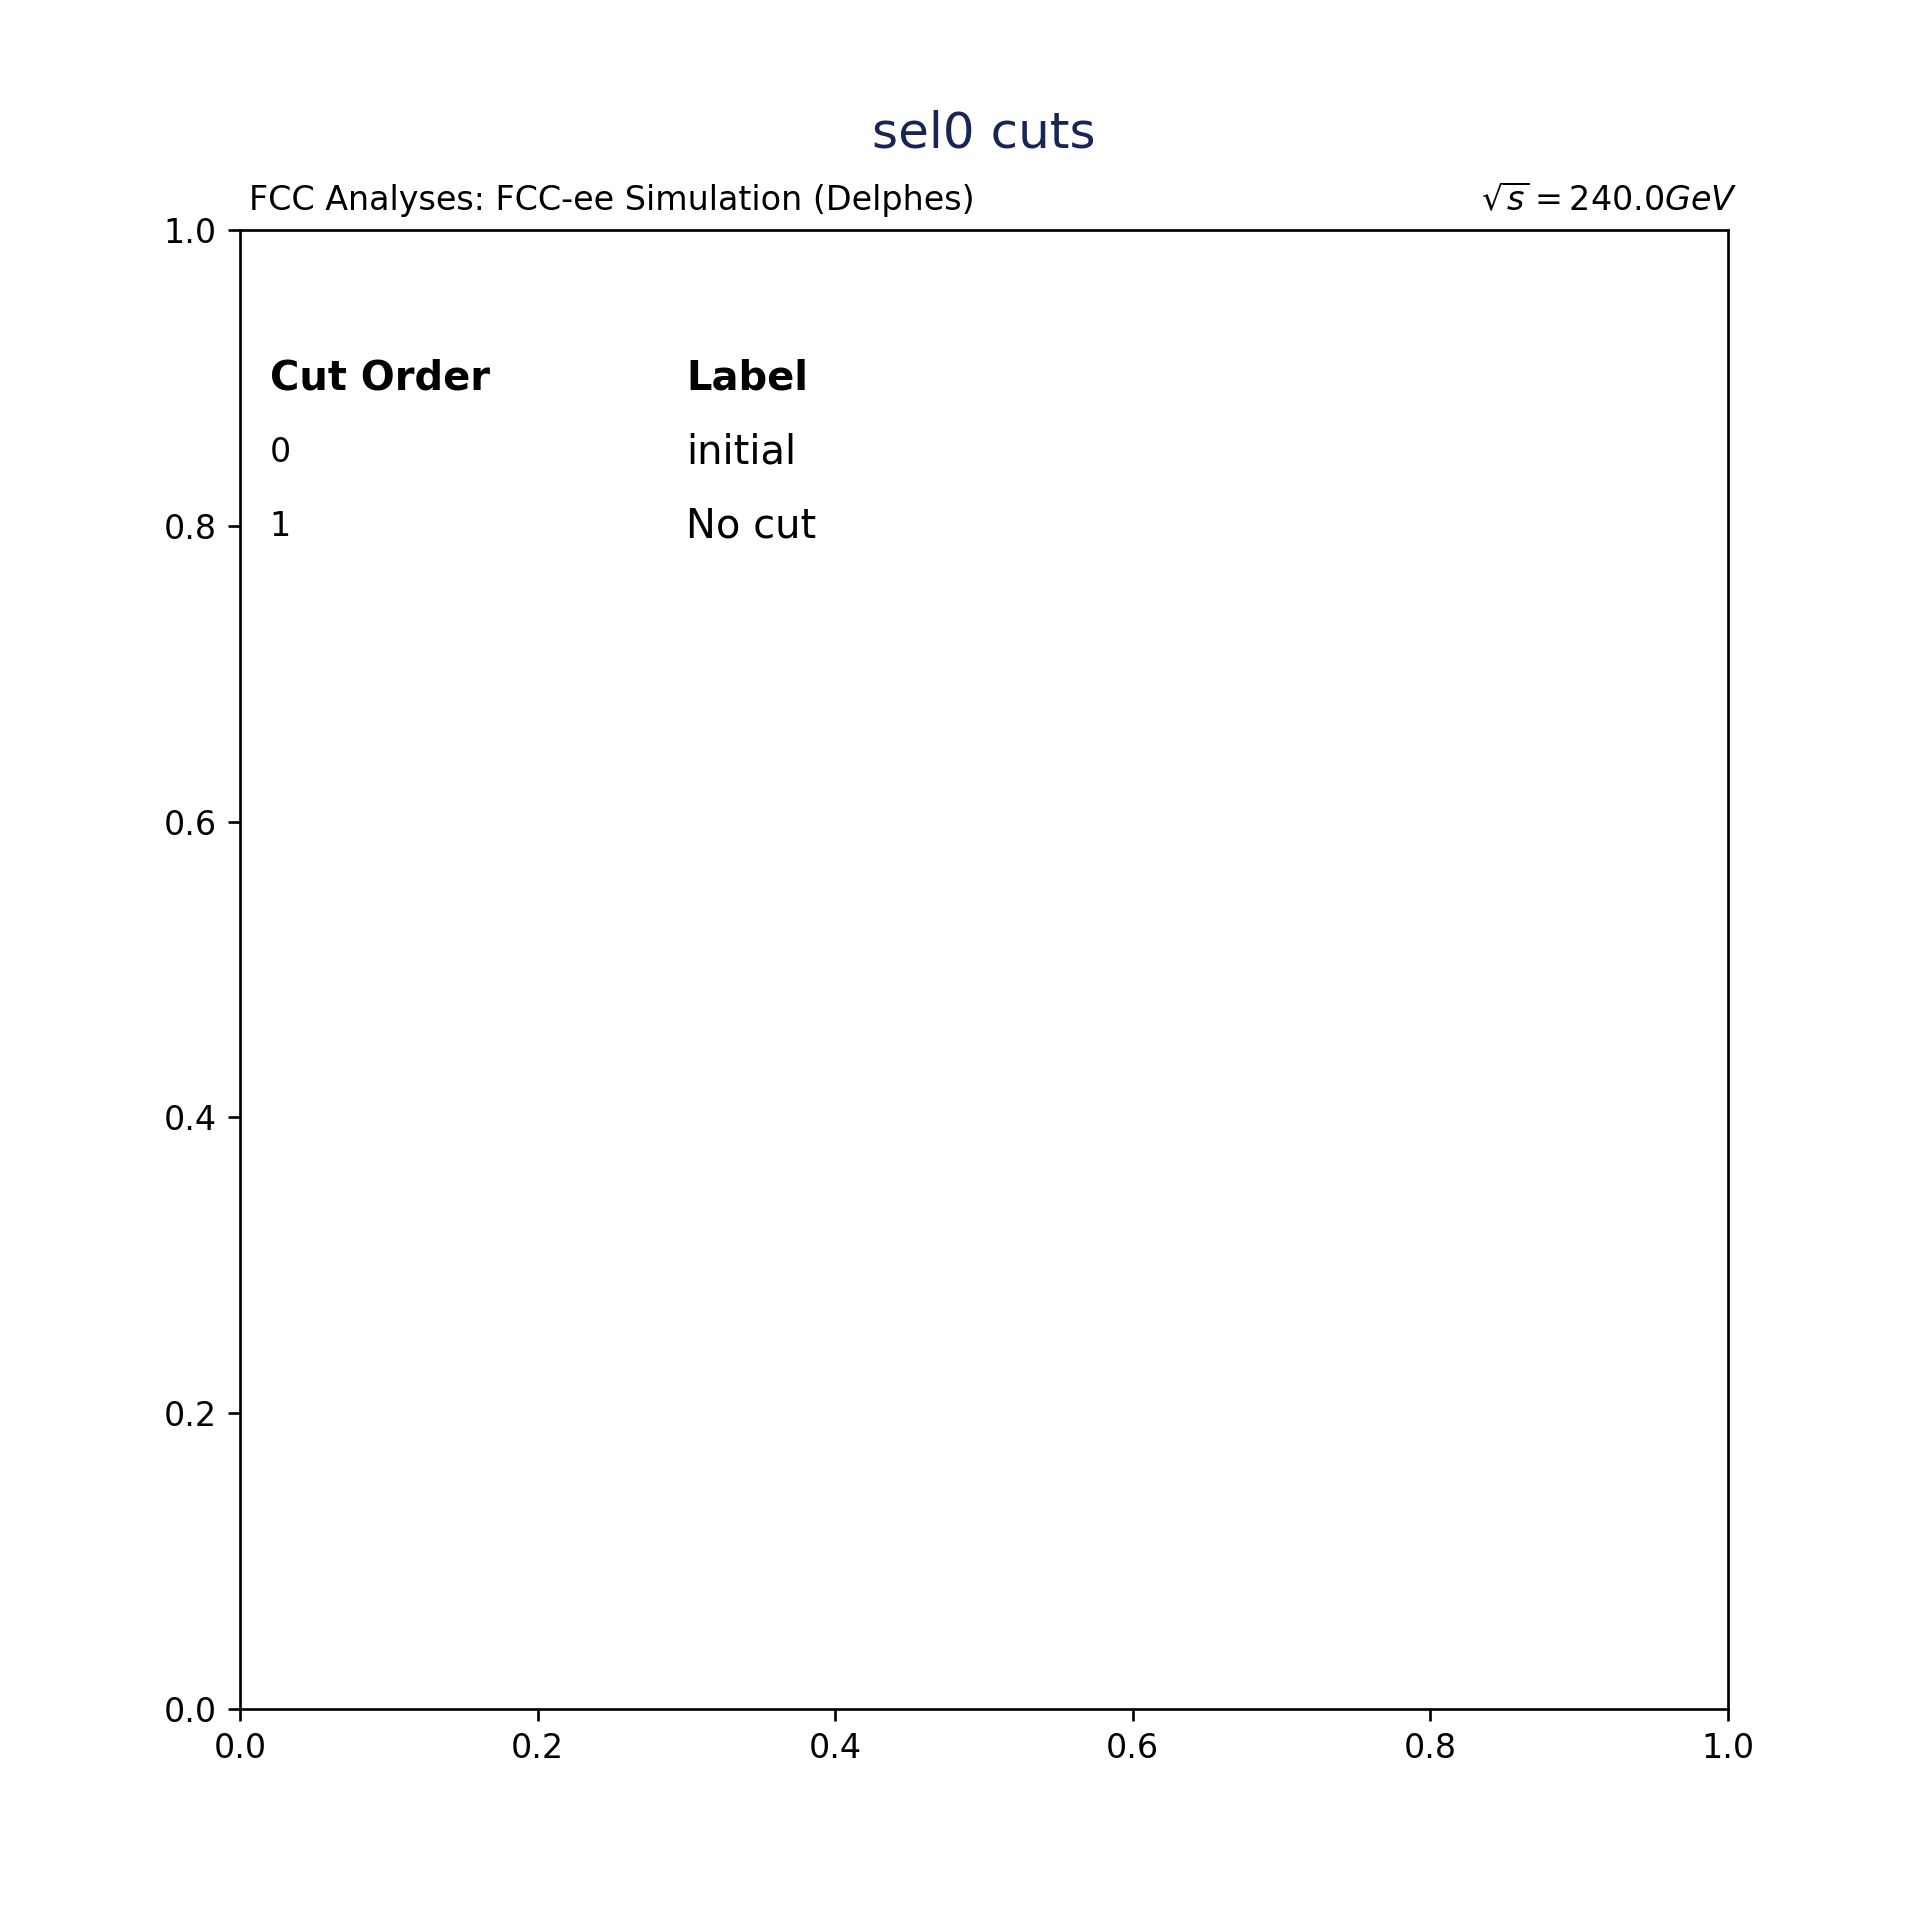 sel0 cuts
FCC Analyses: FCC-ee Simulation (Delphes)
√s = 240.0GeV
1.0
Cut Order Label
0 initial
1 No cut
0.8
0.6
0.4
0.2
0.0
0.0 0.2 0.4 0.6 0.8 1.0